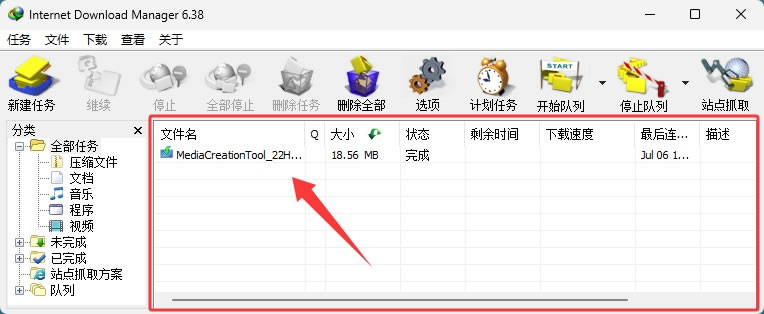 Internet Download Manager 6.38
任务 文件 下载 查看 关于
新建任务 继续 停止 全部停止 删除任务 删除全部 选项 计划任务 START 开始队列 停止队列 站点抓取
分类
全部任务
压缩文件
文档
音乐
程序
视频
未完成
已完成
站点抓取方案
队列
文件名 Q 大小 状态 剩余时间 下载速度 最后连... 描述
MediaCreationTool_22H... 18.56 MB 完成 Jul 06 1...